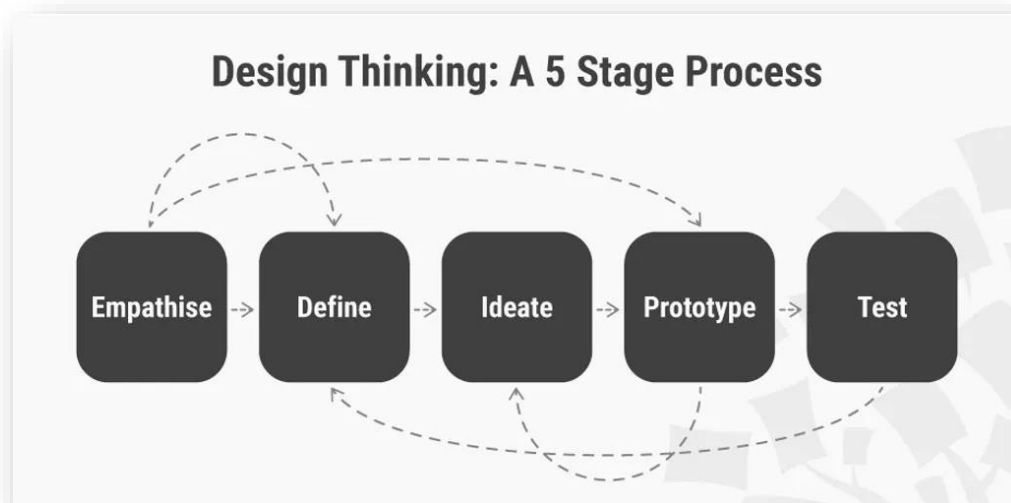 Design Thinking: A 5 Stage Process
Empathise
Define
Ideate
Prototype
Test